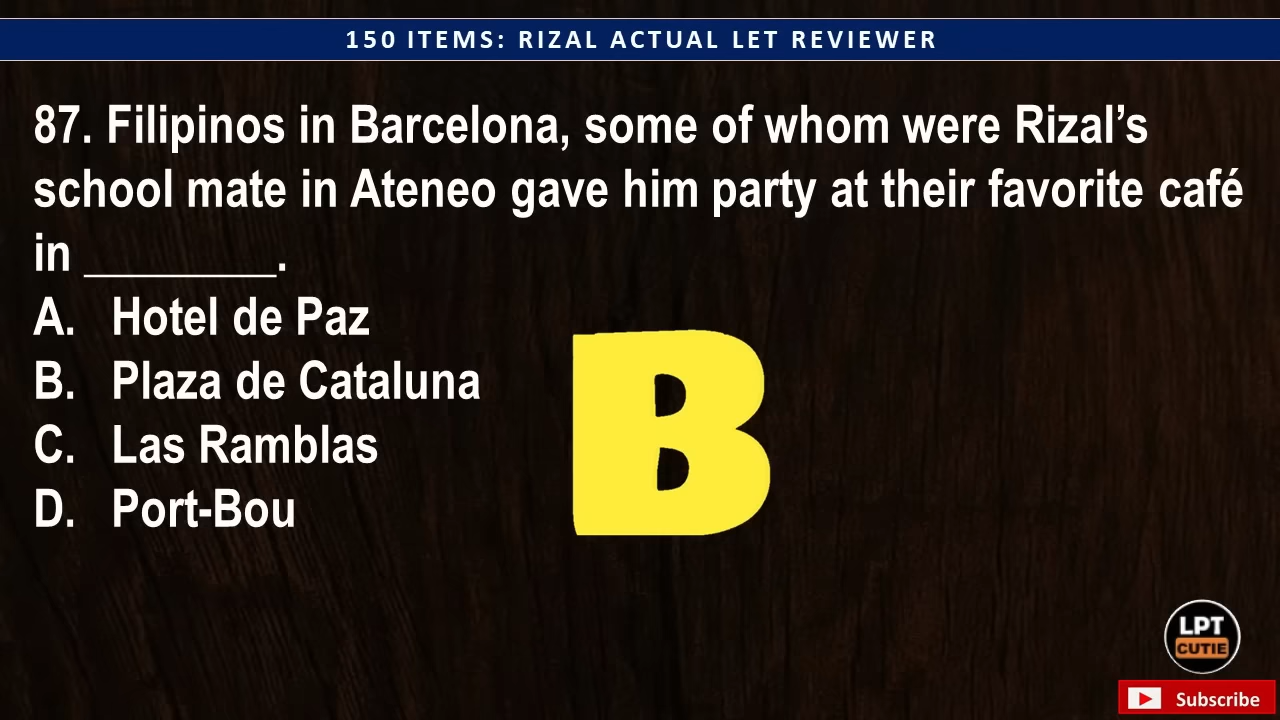 150 ITEMS: RIZAL ACTUAL LET REVIEWER
87. Filipinos in Barcelona, some of whom were Rizal’s
school mate in Ateneo gave him party at their favorite café
in ________.
A. Hotel de Paz
B. Plaza de Cataluna
C. Las Ramblas
D. Port-Bou
B
LPT
CUTIE
Subscribe